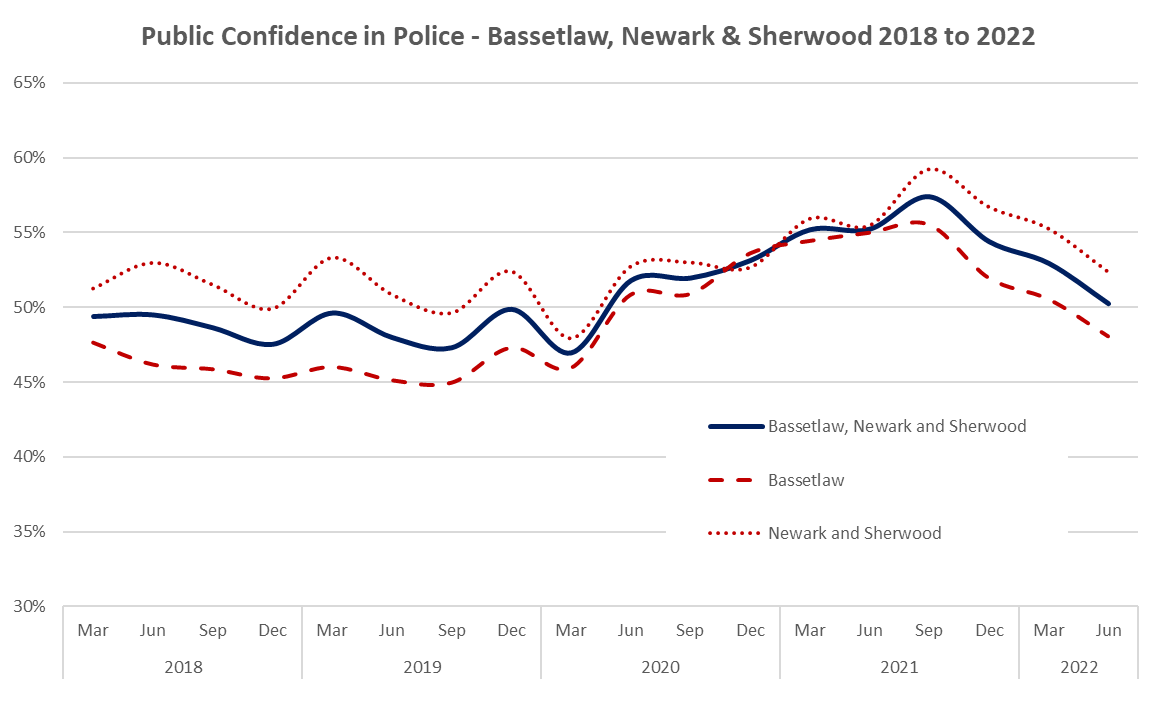 Public Confidence in Police - Bassetlaw, Newark & Sherwood 2018 to 2022
65%
60%
55%
50%
45%
40%
35%
30%
Bassetlaw, Newark and Sherwood
Bassetlaw
Newark and Sherwood
Mar Jun Sep Dec Mar Jun Sep Dec Mar Jun Sep Dec Mar Jun Sep Dec Mar Jun
2018 2019 2020 2021 2022